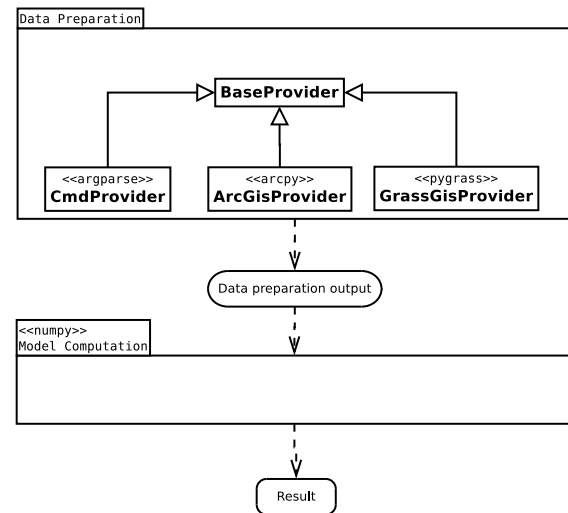 Data Preparation
BaseProvider
<<argparse>>
CmdProvider
<<arcpy>>
ArcGisProvider
<<pygrass>>
GrassGisProvider
Data preparation output
<<numpy>>
Model Computation
Result